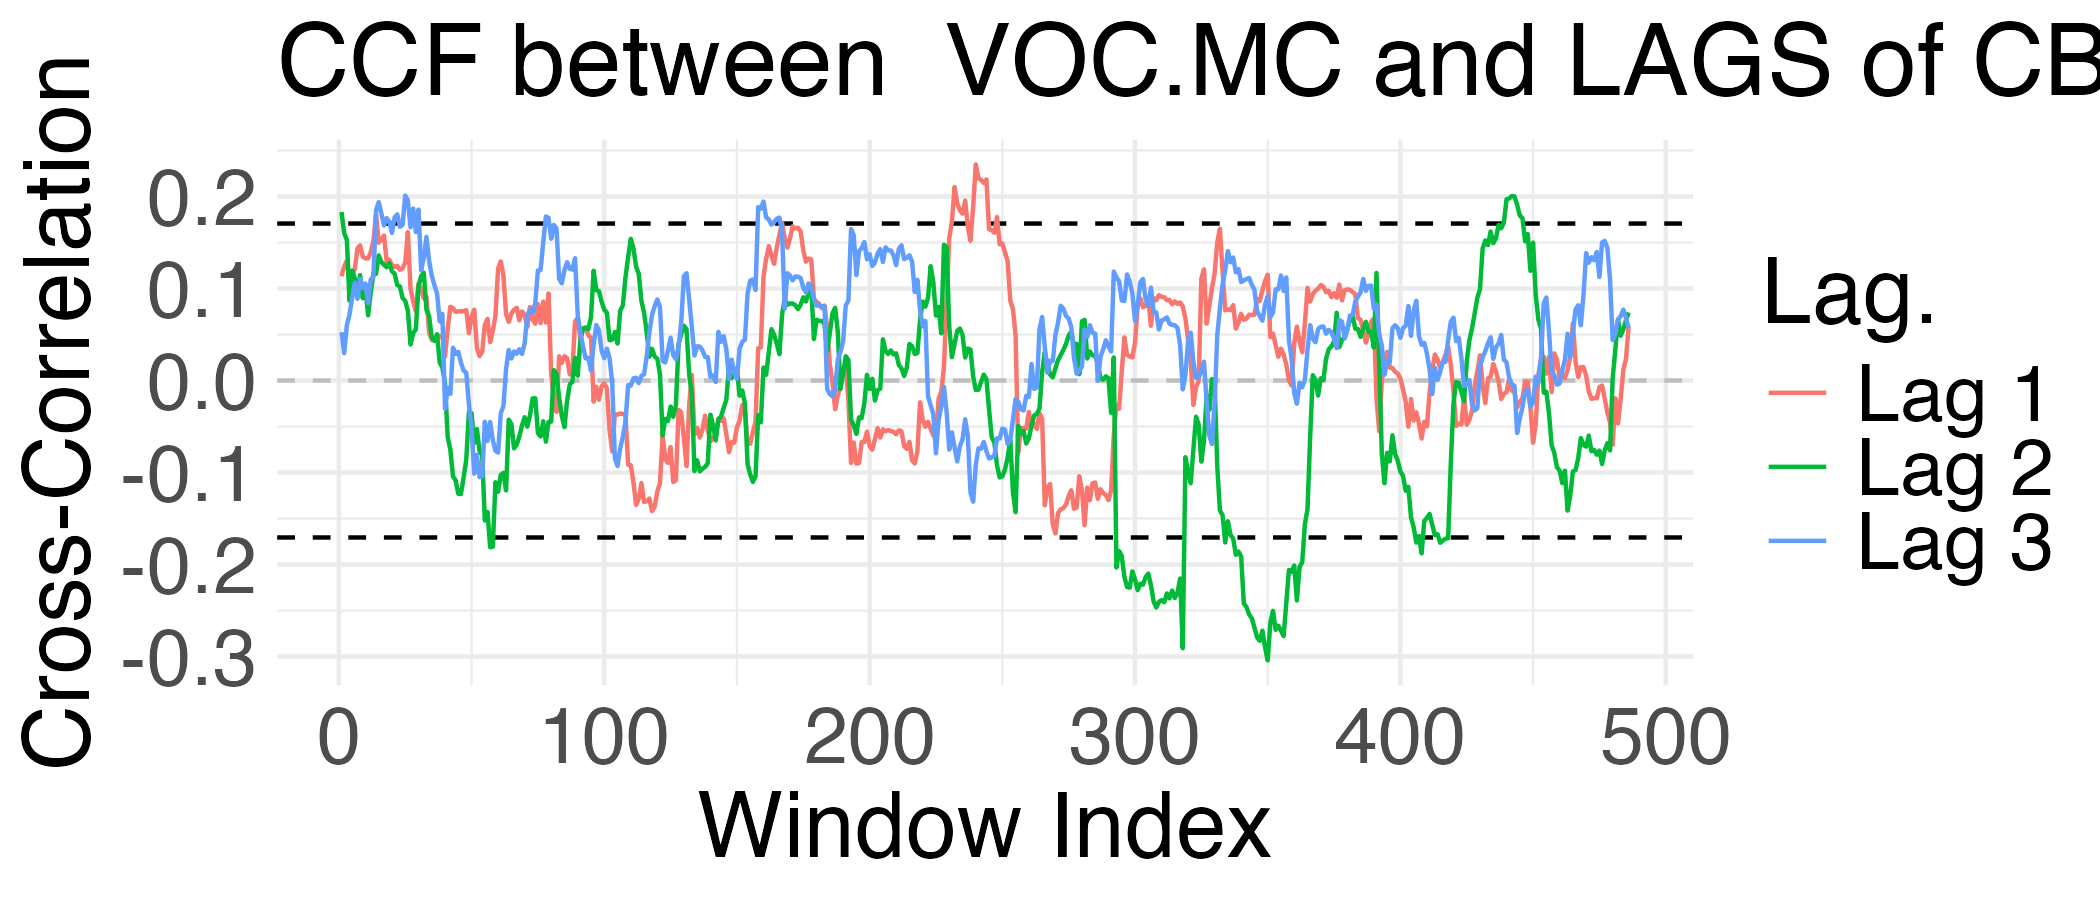 CCF between VOC.MC and LAGS of CB
Cross-Correlation
0.2
0.1
0.0
-0.1
-0.2
-0.3
0 100 200 300 400 500
Window Index
Lag.
Lag 1
Lag 2
Lag 3